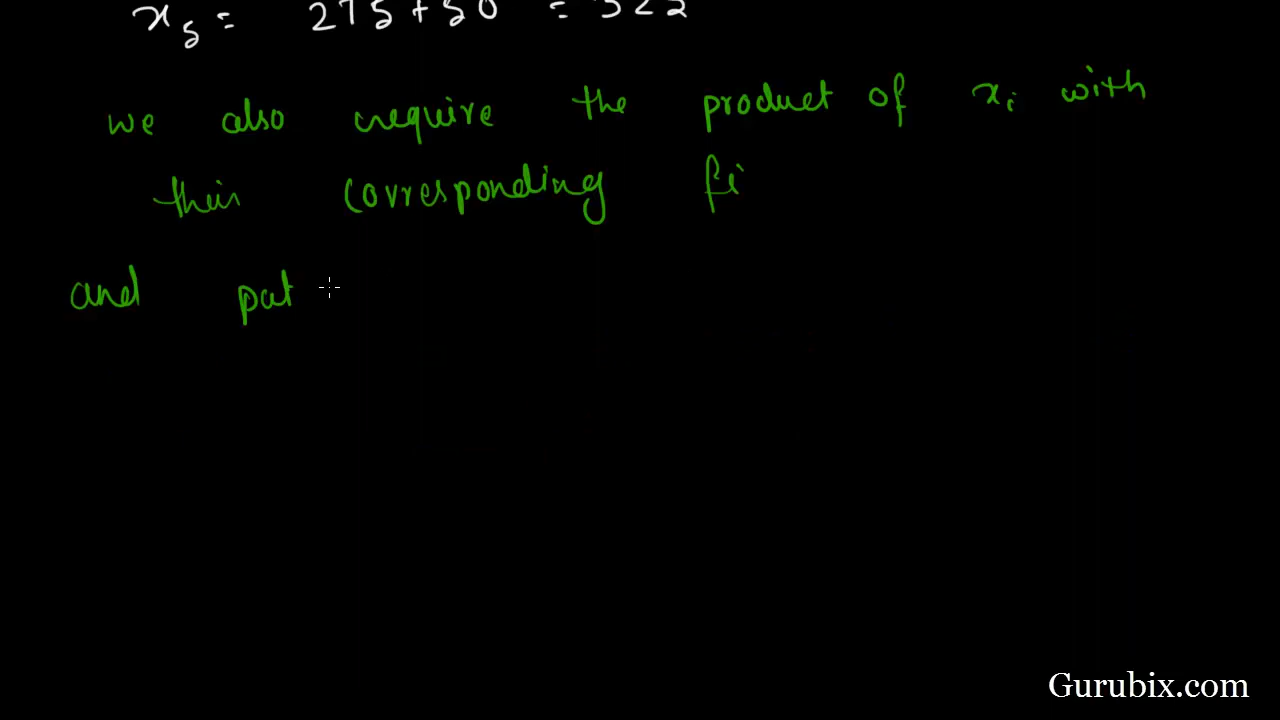 x₅ = 275 + 50 = 325
we also require the product of xᵢ with
their corresponding fi
and put
Gurubix.com